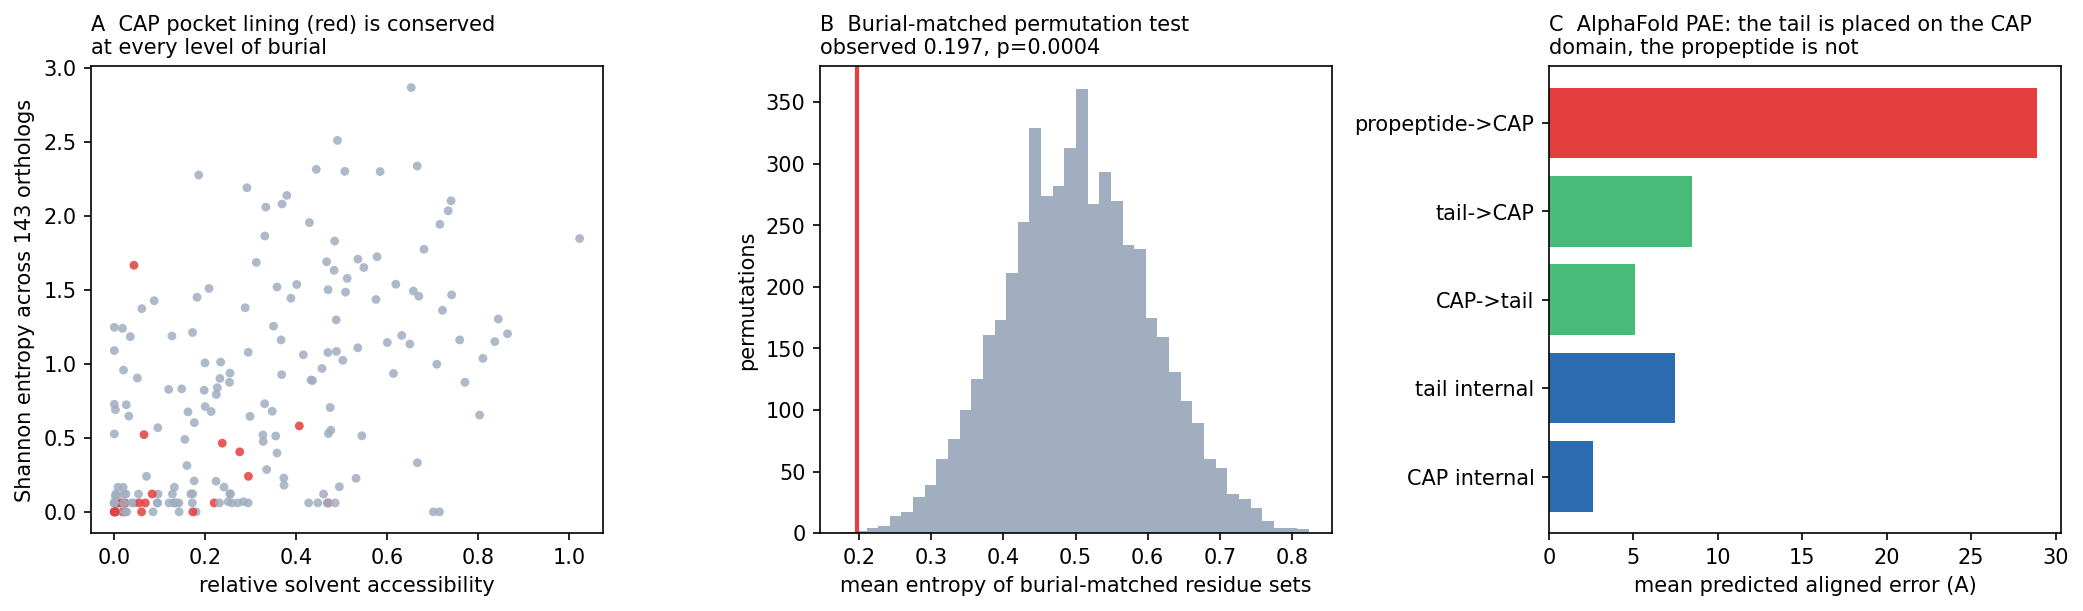 A  CAP pocket lining (red) is conserved
at every level of burial
3.0
2.5
2.0
1.5
1.0
0.5
0.0
Shannon entropy across 143 orthologs
0.0 0.2 0.4 0.6 0.8 1.0
relative solvent accessibility
B  Burial-matched permutation test
observed 0.197, p=0.0004
350
300
250
200
150
100
50
0
permutations
0.2 0.3 0.4 0.5 0.6 0.7 0.8
mean entropy of burial-matched residue sets
C  AlphaFold PAE: the tail is placed on the CAP
domain, the propeptide is not
propeptide->CAP
tail->CAP
CAP->tail
tail internal
CAP internal
0 5 10 15 20 25 30
mean predicted aligned error (A)